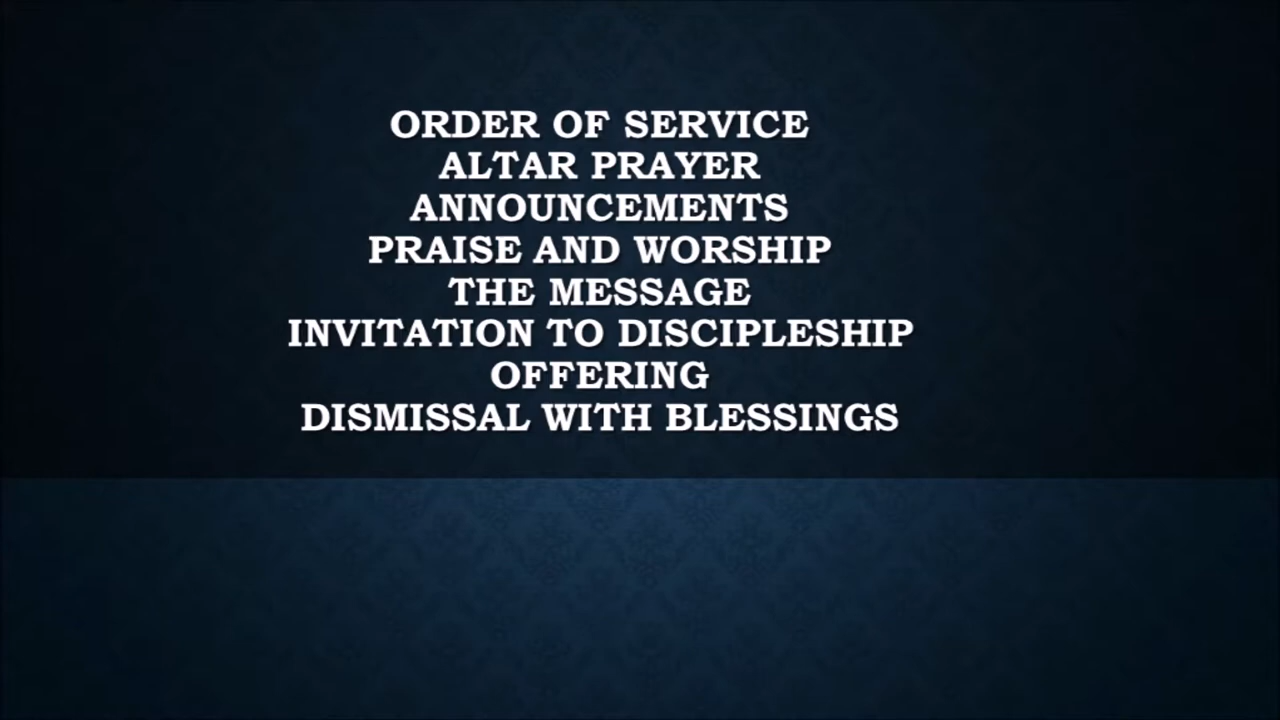 ORDER OF SERVICE
ALTAR PRAYER
ANNOUNCEMENTS
PRAISE AND WORSHIP
THE MESSAGE
INVITATION TO DISCIPLESHIP
OFFERING
DISMISSAL WITH BLESSINGS